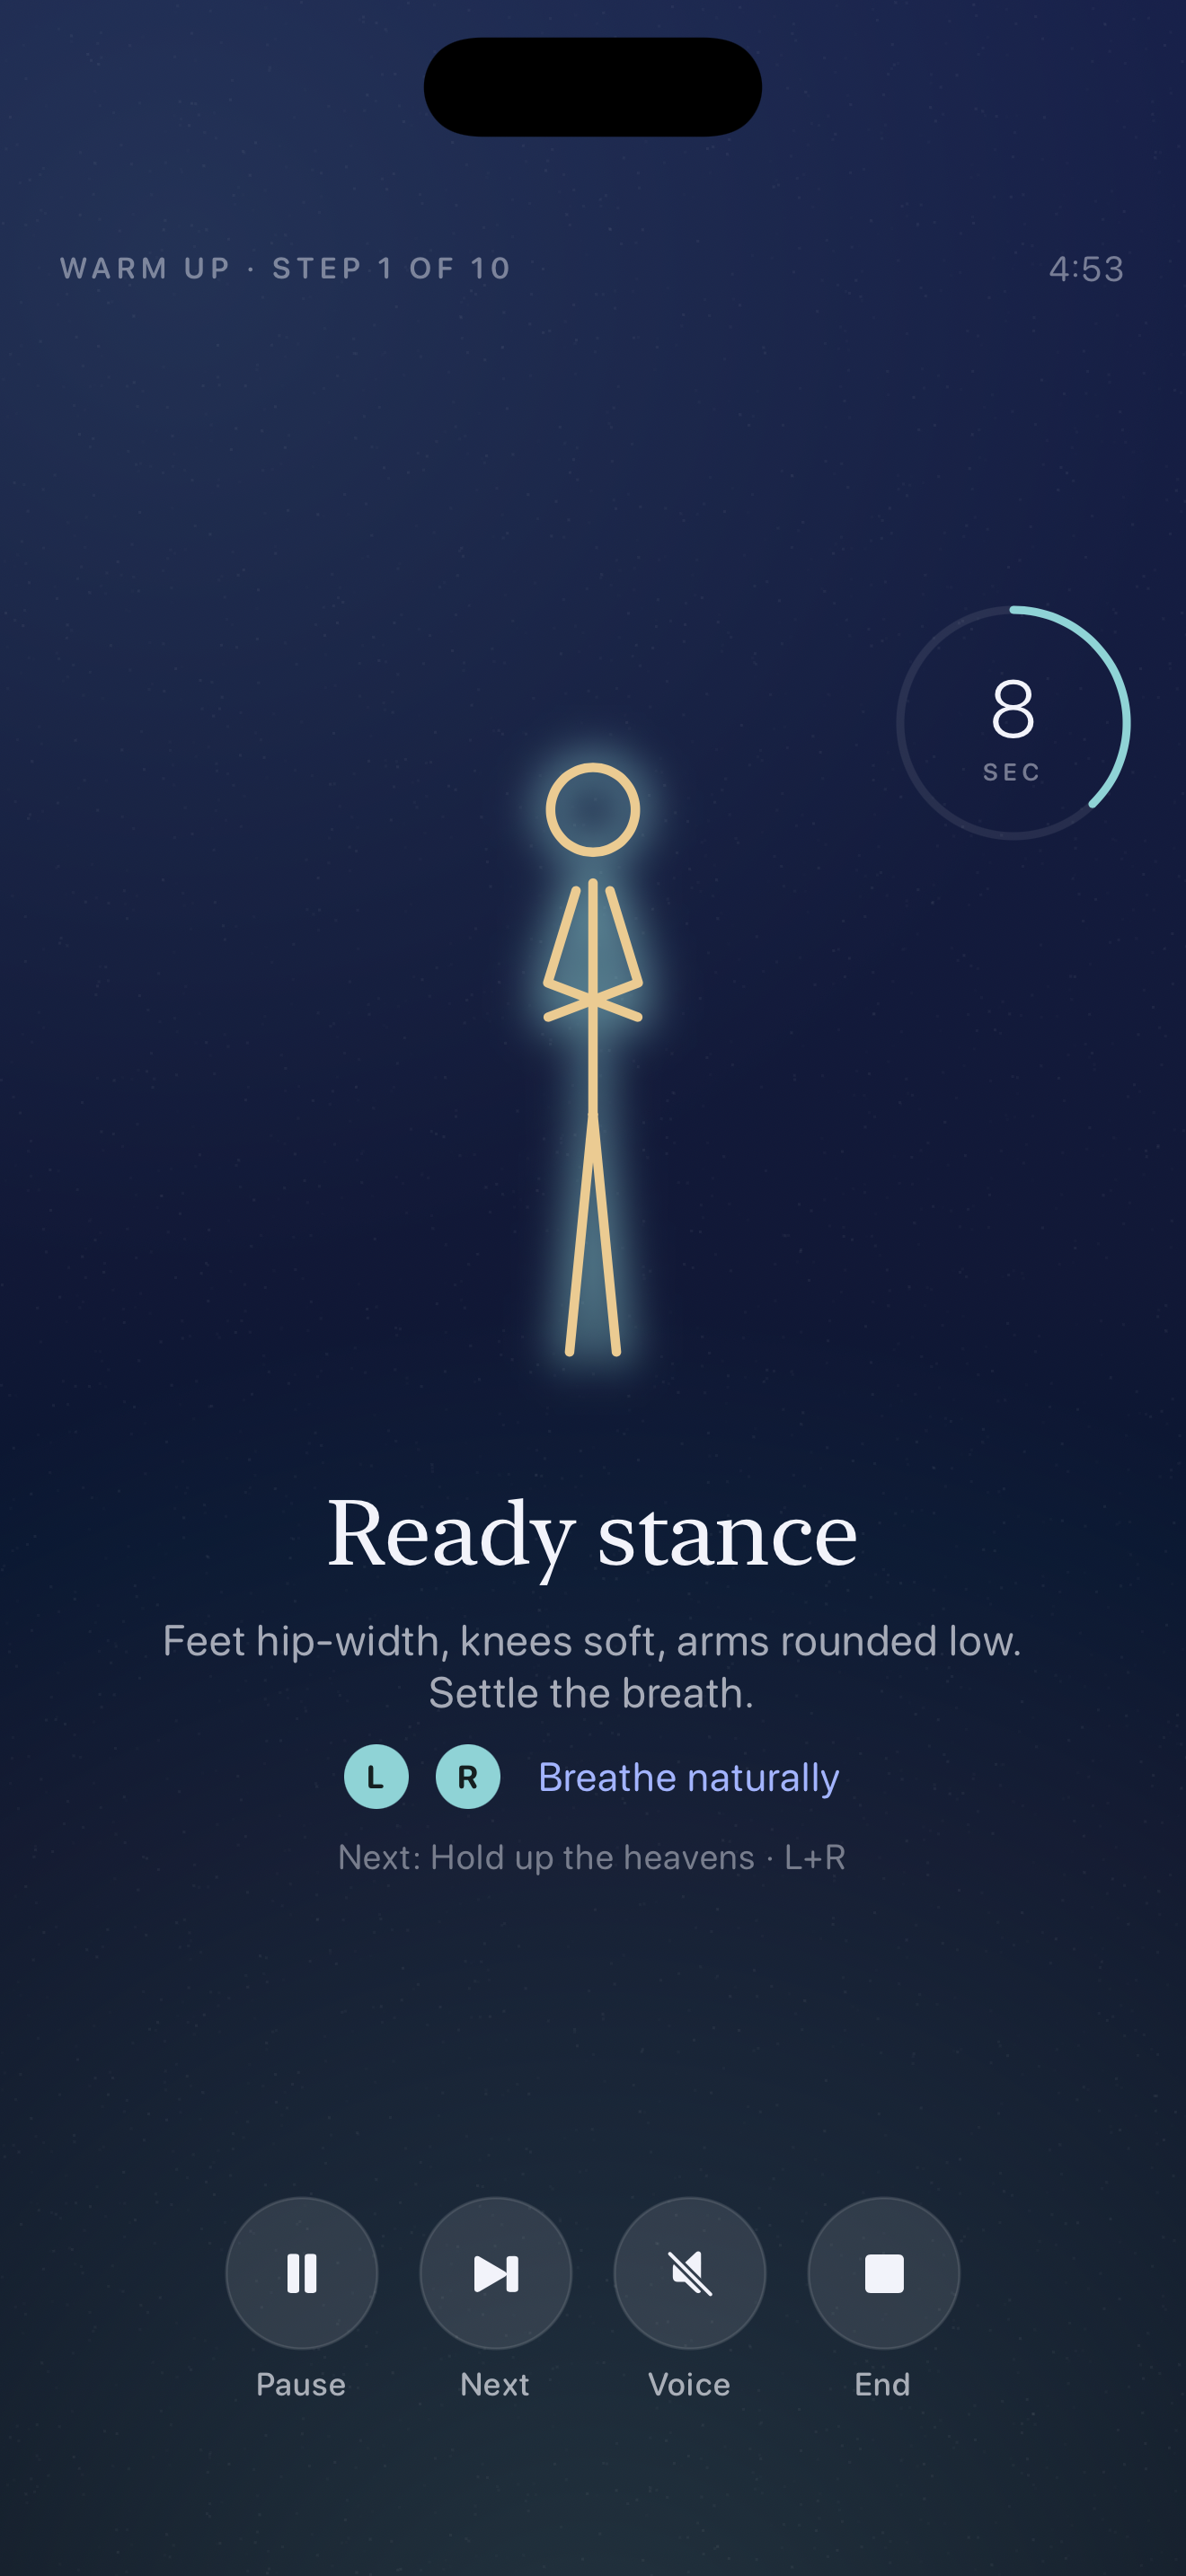 WARM UP · STEP 1 OF 10
4:53
8
SEC
Ready stance
Feet hip-width, knees soft, arms rounded low.
Settle the breath.
L R Breathe naturally
Next: Hold up the heavens · L+R
Pause Next Voice End